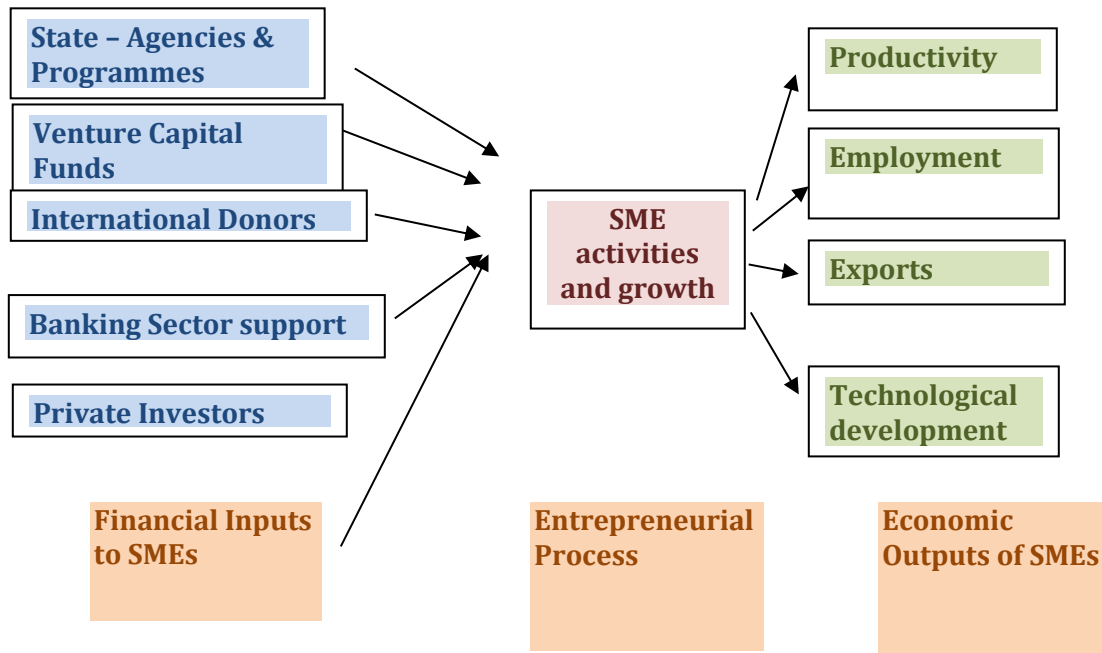 State – Agencies &
Programmes
Venture Capital
Funds
International Donors
Banking Sector support
Private Investors
SME
activities
and growth
Productivity
Employment
Exports
Technological
development
Financial Inputs
to SMEs
Entrepreneurial
Process
Economic
Outputs of SMEs